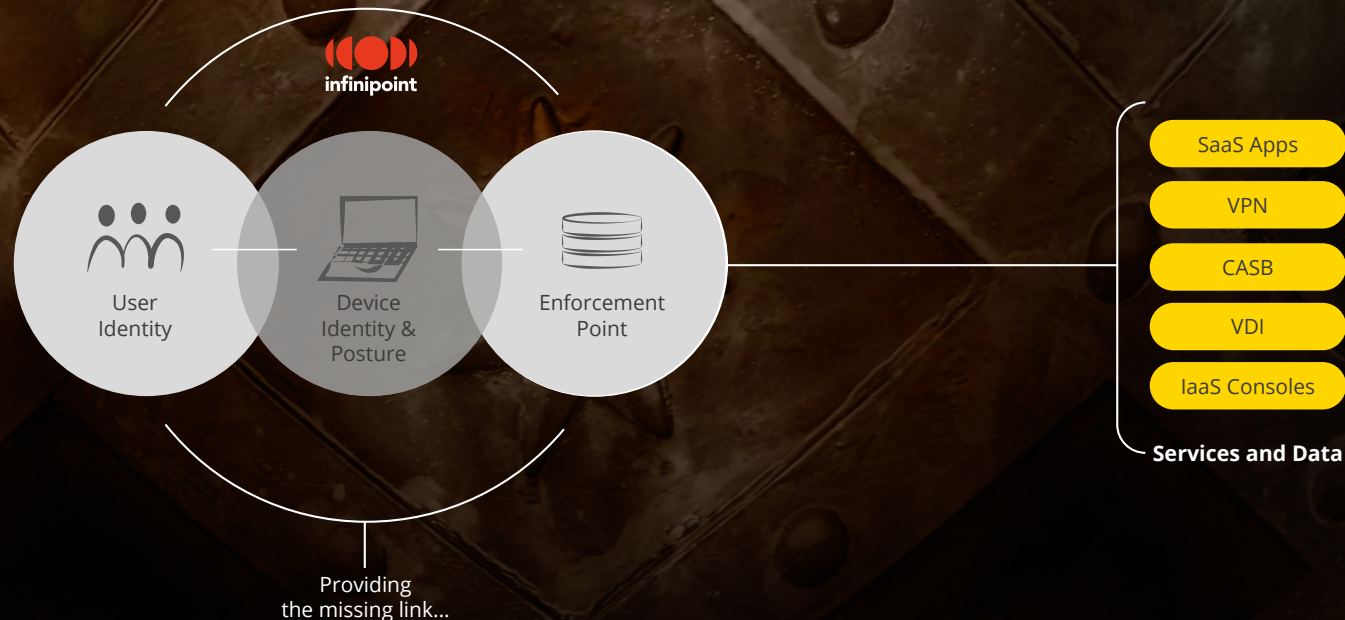 infinipoint
User
Identity
Device
Identity &
Posture
Enforcement
Point
SaaS Apps
VPN
CASB
VDI
IaaS Consoles
Services and Data
Providing
the missing link...